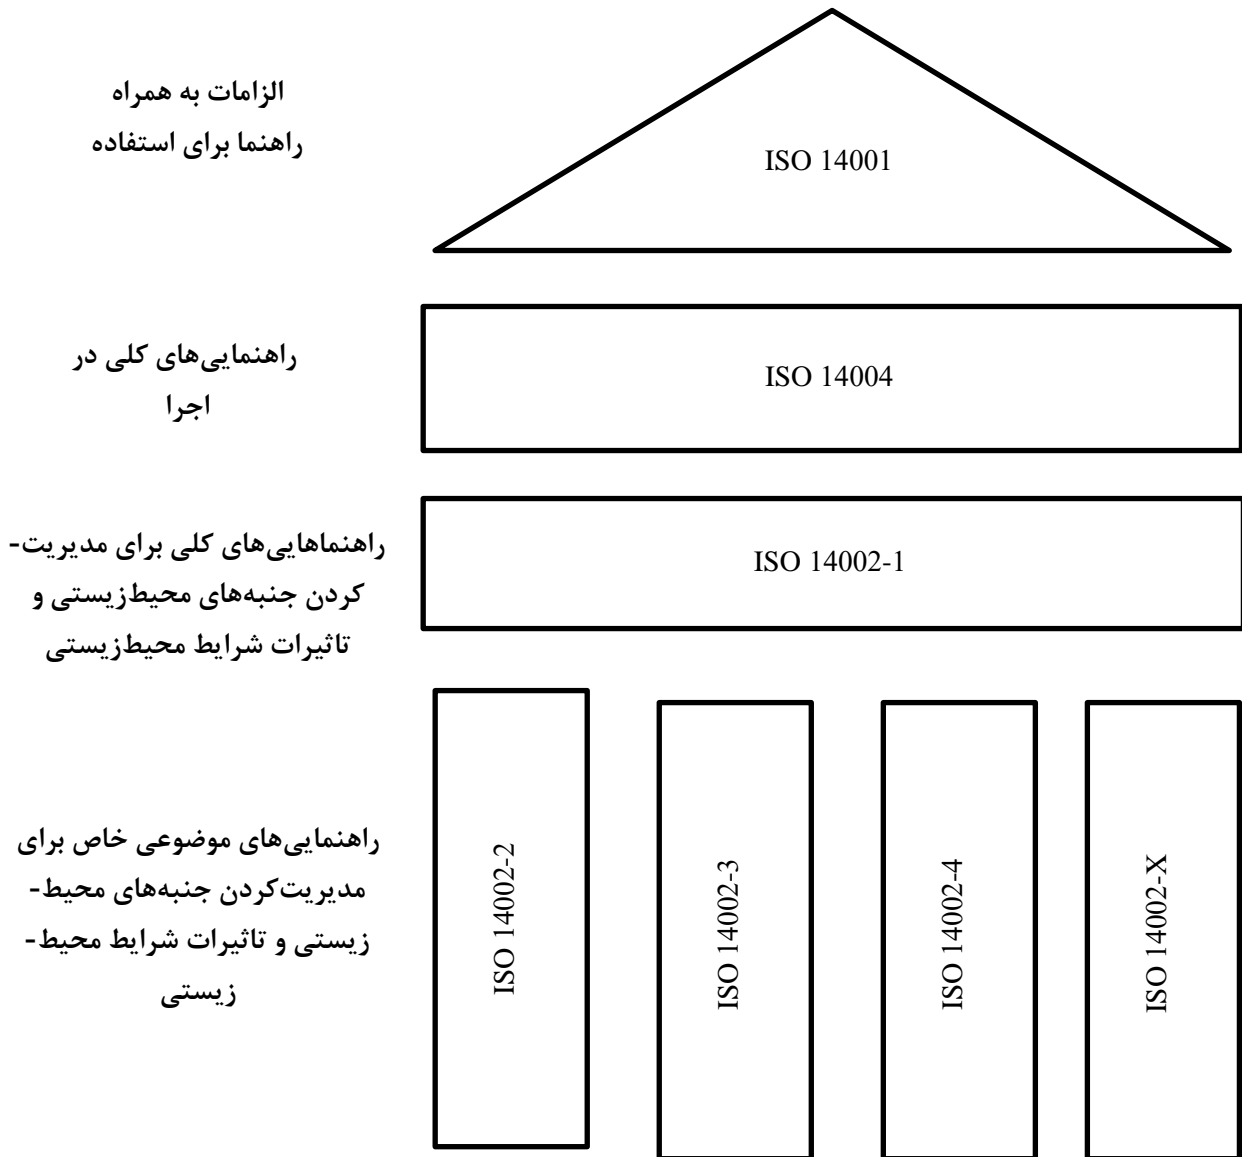 الزامات به همراه
راهنما برای استفاده
ISO 14001
راهنمایی‌های کلی در
اجرا
ISO 14004
راهنماهایی‌های کلی برای مدیریت-
کردن جنبه‌های محیط‌زیستی و
تاثیرات شرایط محیط‌زیستی
ISO 14002-1
راهنمایی‌های موضوعی خاص برای
مدیریت‌کردن جنبه‌های محیط-
زیستی و تاثیرات شرایط محیط-
زیستی
ISO 14002-2
ISO 14002-3
ISO 14002-4
ISO 14002-X